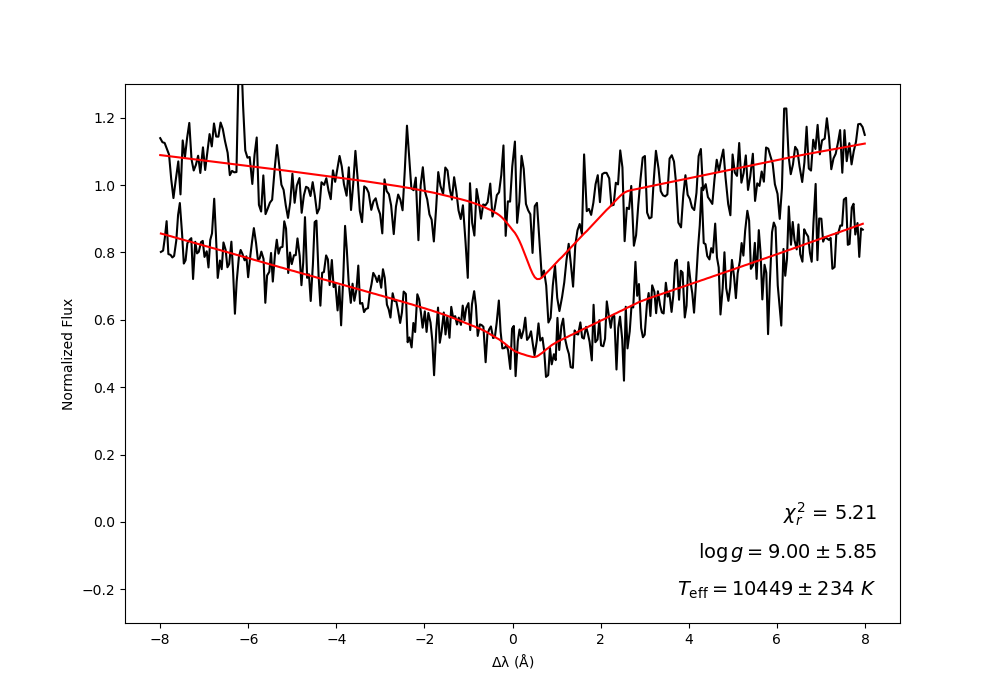 1.2
1.0
0.8
0.6
0.4
0.2
0.0
−0.2
Normalized Flux
χ²ᵣ = 5.21
log g = 9.00 ± 5.85
T_eff = 10449 ± 234 K
−8 −6 −4 −2 0 2 4 6 8
Δλ (Å)